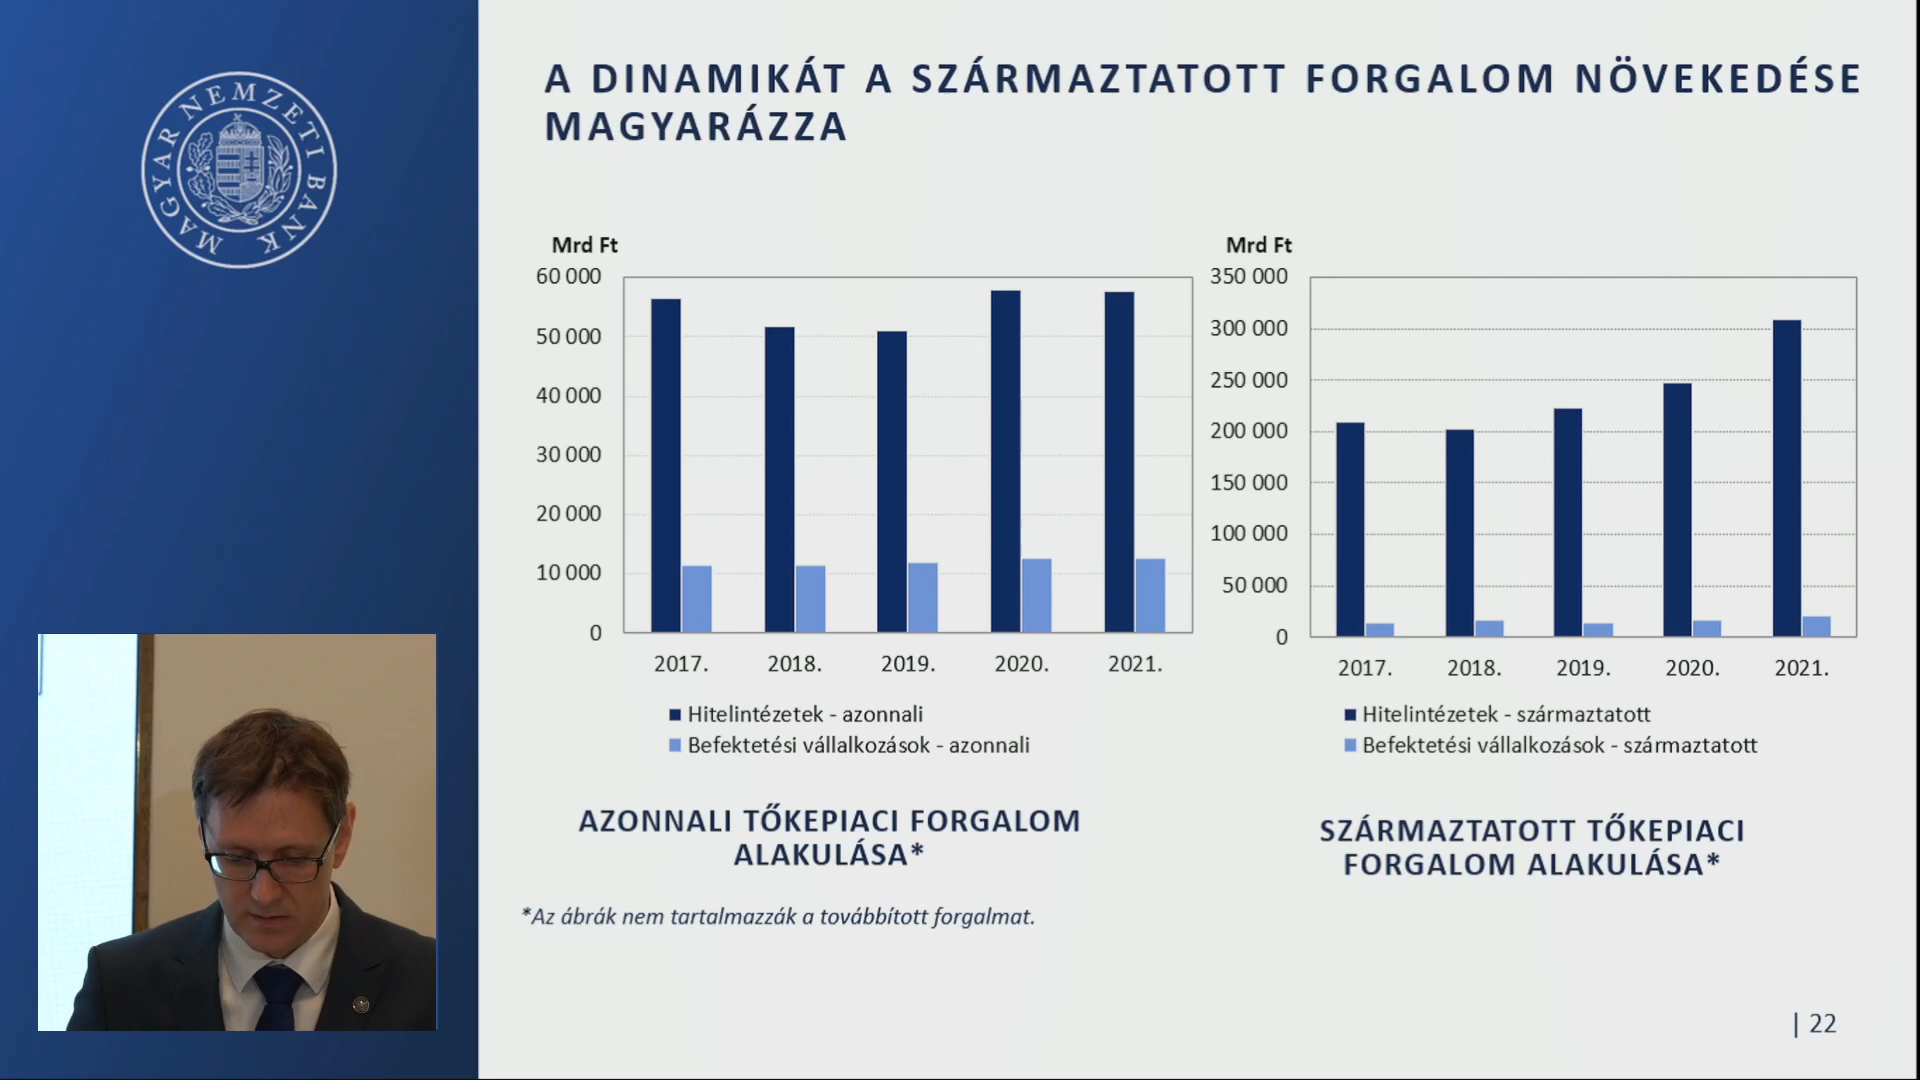 MAGYAR NEMZETI BANK
A DINAMIKÁT A SZÁRMAZTATOTT FORGALOM NÖVEKEDÉSE
MAGYARÁZZA
Mrd Ft
60 000
50 000
40 000
30 000
20 000
10 000
0
2017. 2018. 2019. 2020. 2021.
Hitelintézetek - azonnali
Befektetési vállalkozások - azonnali
AZONNALI TŐKEPIACI FORGALOM
ALAKULÁSA*
*Az ábrák nem tartalmazzák a továbbított forgalmat.
Mrd Ft
350 000
300 000
250 000
200 000
150 000
100 000
50 000
0
2017. 2018. 2019. 2020. 2021.
Hitelintézetek - származtatott
Befektetési vállalkozások - származtatott
SZÁRMAZTATOTT TŐKEPIACI
FORGALOM ALAKULÁSA*
| 22